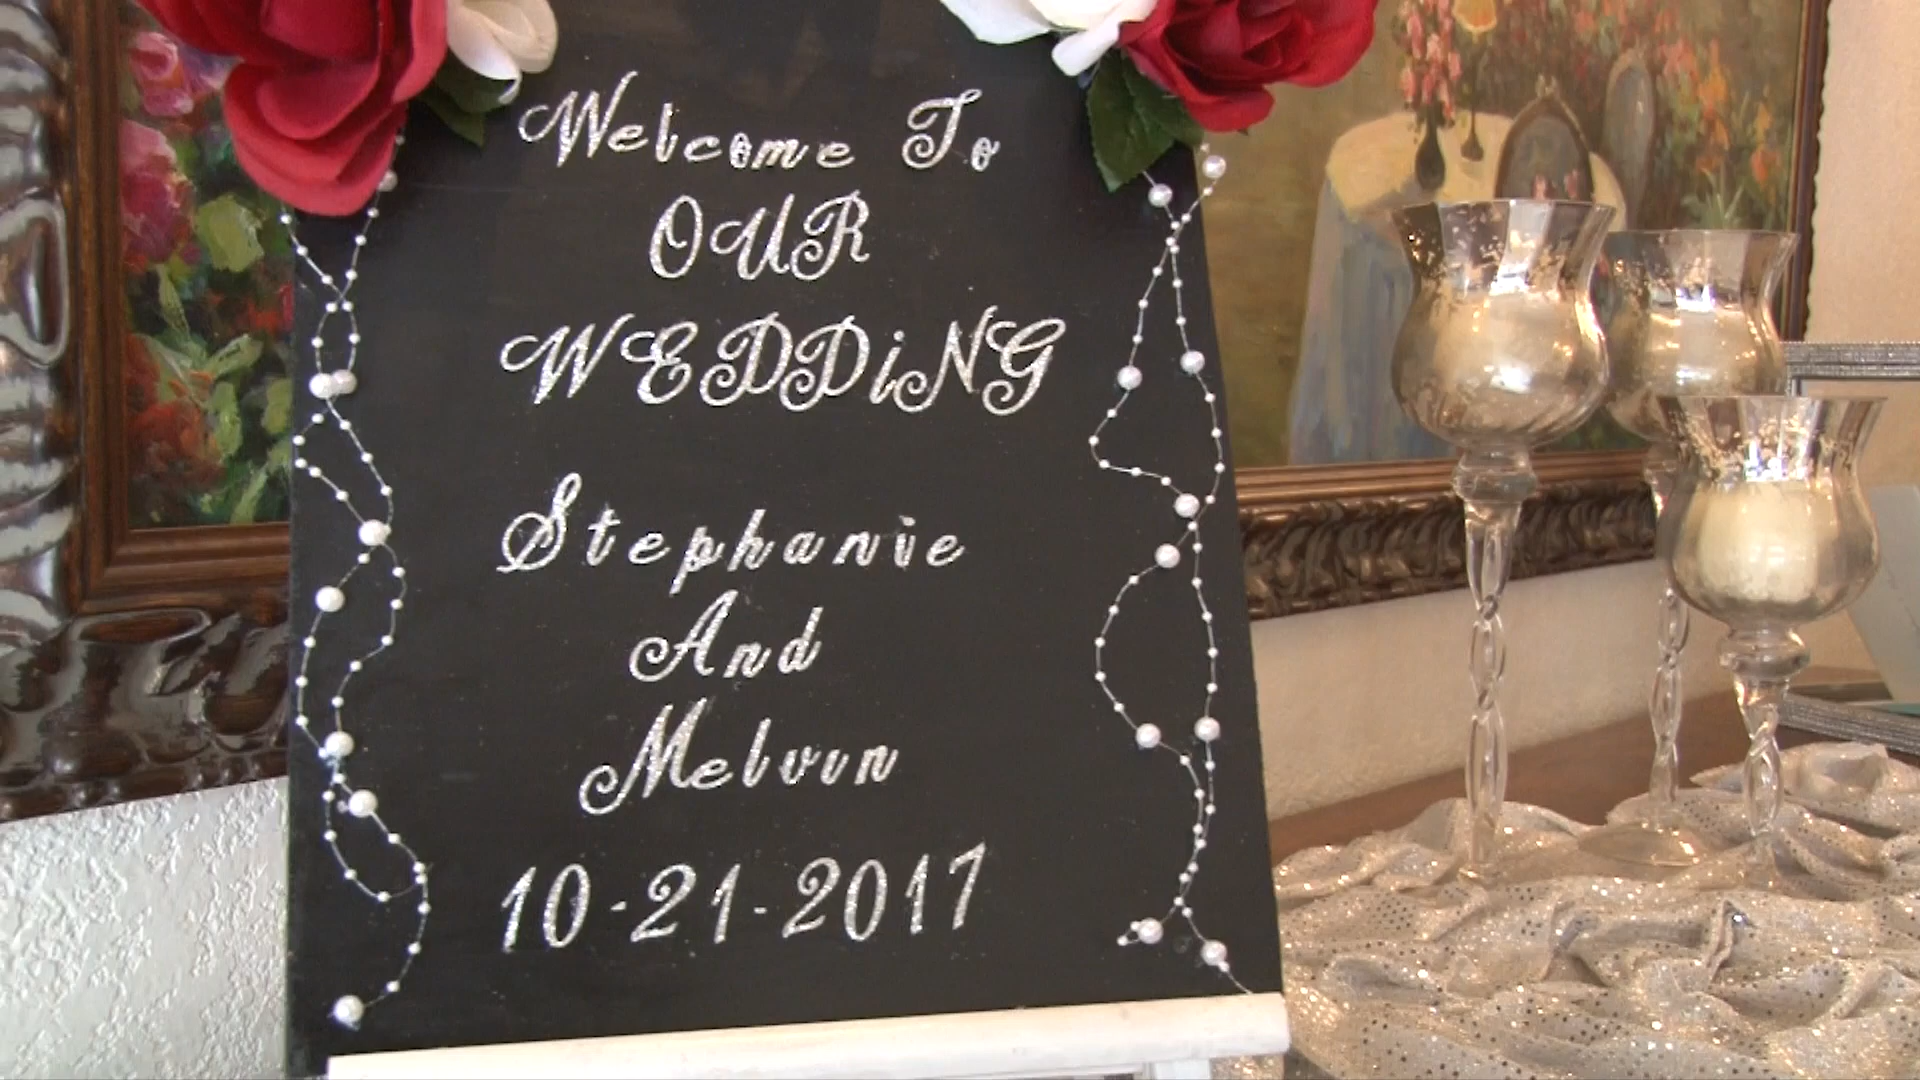 Welcome To
OUR
WEDDiNG
Stephanie
And
Melvin
10-21-2017